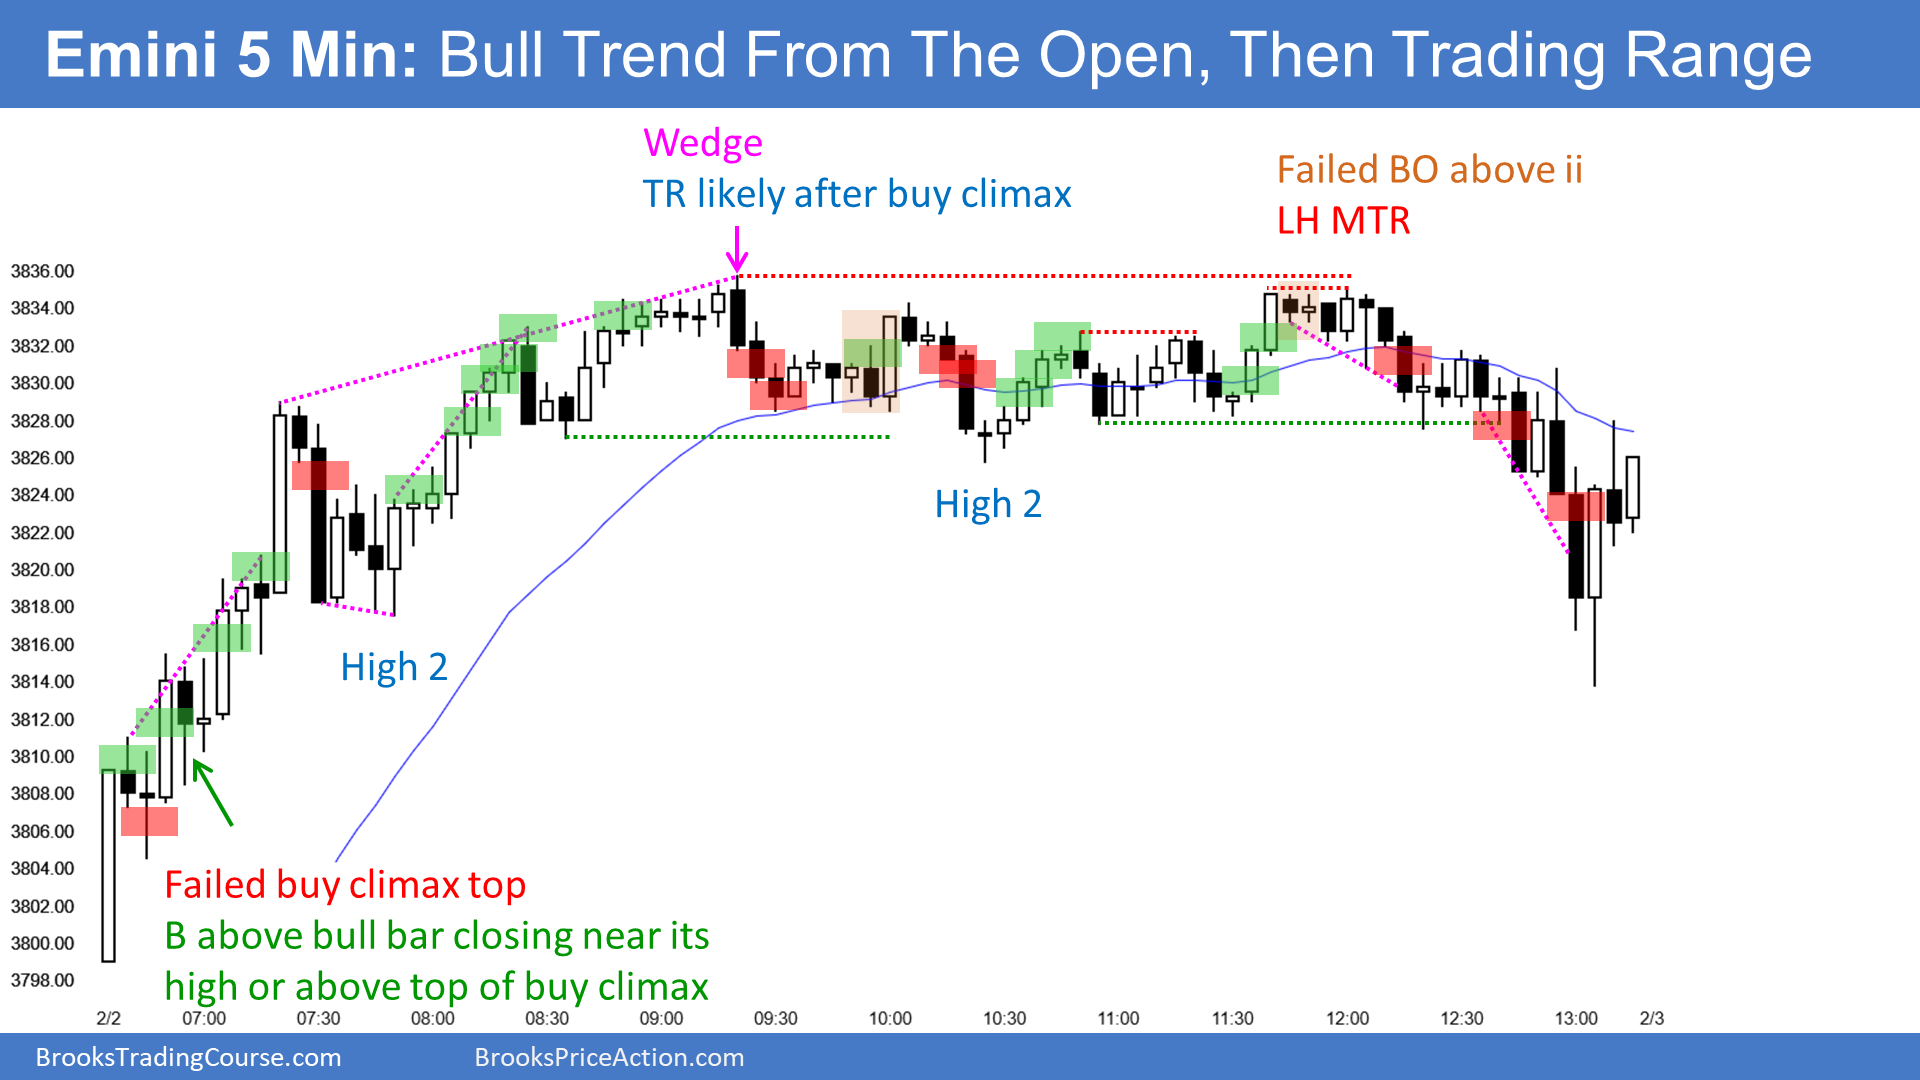 Emini 5 Min: Bull Trend From The Open, Then Trading Range
Wedge
TR likely after buy climax
Failed BO above ii
LH MTR
3836.00
3834.00
3832.00
3830.00
3828.00
3826.00
3824.00
3822.00
3820.00
3818.00
3816.00
3814.00
3812.00
3810.00
3808.00
3806.00
3804.00
3802.00
3800.00
3798.00
High 2
High 2
Failed buy climax top
B above bull bar closing near its
high or above top of buy climax
2/2 07:00 07:30 08:00 08:30 09:00 09:30 10:00 10:30 11:00 11:30 12:00 12:30 13:00 2/3
BrooksTradingCourse.com BrooksPriceAction.com